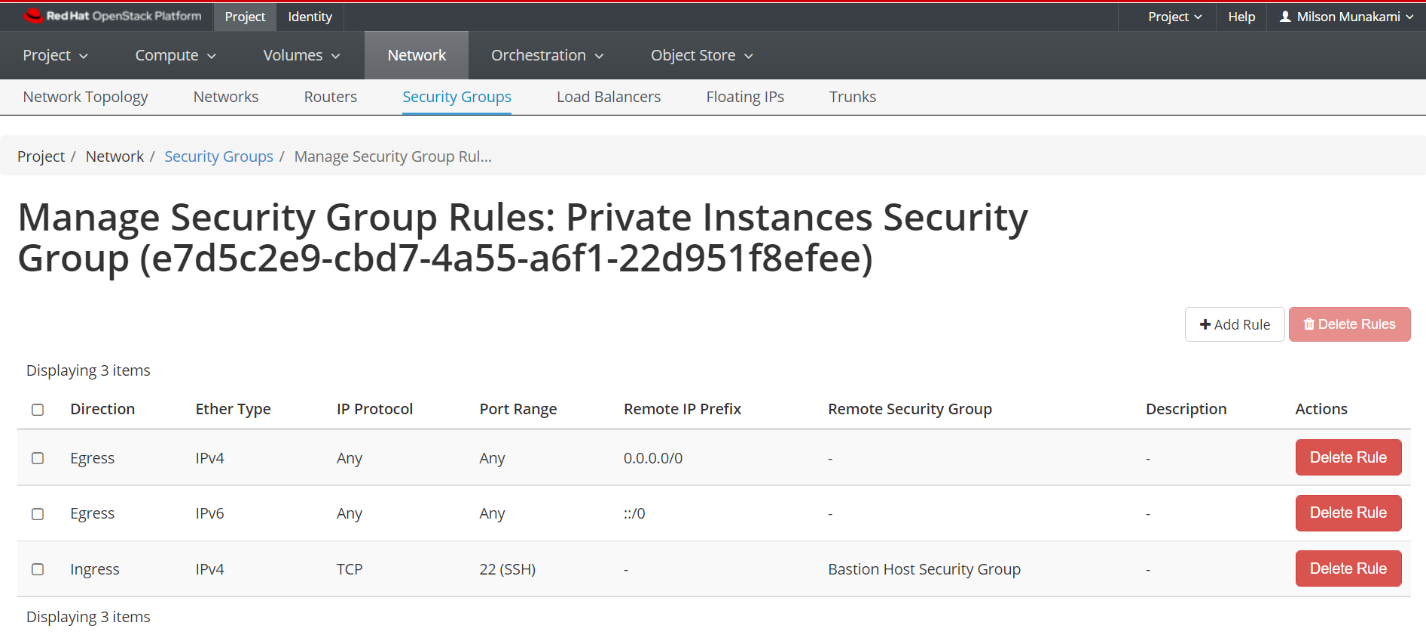 Red Hat OpenStack Platform Project Identity Project Help Milson Munakami
Project Compute Volumes Network Orchestration Object Store
Network Topology Networks Routers Security Groups Load Balancers Floating IPs Trunks
Project / Network / Security Groups / Manage Security Group Rul...
Manage Security Group Rules: Private Instances Security
Group (e7d5c2e9-cbd7-4a55-a6f1-22d951f8efee)
+ Add Rule Delete Rules
Displaying 3 items
Direction Ether Type IP Protocol Port Range Remote IP Prefix Remote Security Group Description Actions
Egress IPv4 Any Any 0.0.0.0/0 - - Delete Rule
Egress IPv6 Any Any ::/0 - - Delete Rule
Ingress IPv4 TCP 22 (SSH) - Bastion Host Security Group - Delete Rule
Displaying 3 items